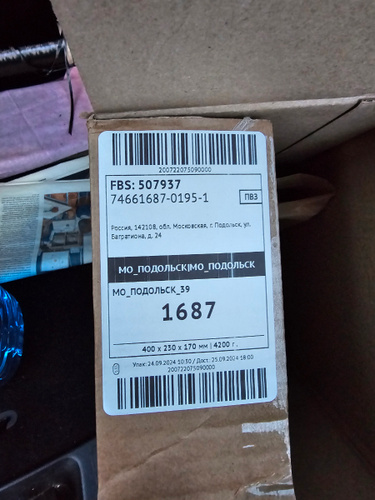 200722075090000
FBS: 507937
74661687-0195-1
ПВЗ
Россия, 142108, обл. Московская, г. Подольск, ул.
Багратиона, д. 24
МО_ПОДОЛЬСК|МО_ПОДОЛЬСК
МО_ПОДОЛЬСК_39
1687
400 x 230 x 170 мм | 4200 г.
Упак: 24.09.2024 10:30 / Дост: 25.09.2024 18:00
200722075090000